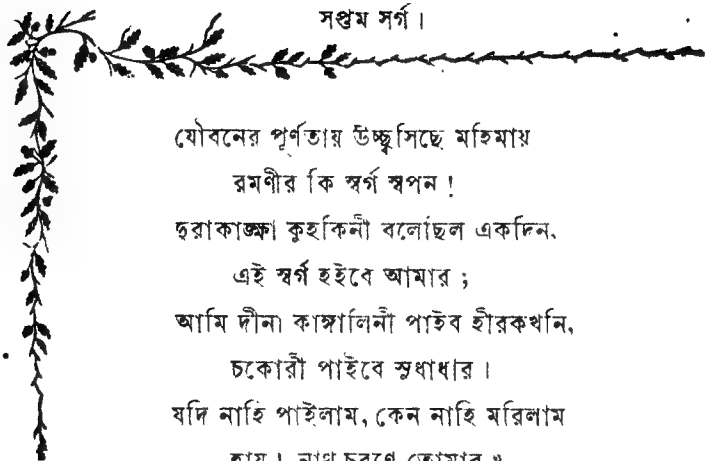 সপ্তম সর্গ।
যৌবনের পূর্ণতায় উচ্ছ্বসিছে মহিমায়
রমণীর কি স্বর্গ স্বপন!
দুরাকাঙ্ক্ষা কুহকিনী বলেছিল একদিন,
এই স্বর্গ হইবে আমার;
আমি দীনা কাঙ্গালিনী পাইব হীরকখনি,
চকোরী পাইবে সুধাধার।
যদি নাহি পাইলাম, কেন নাহি মরিলাম
হায়! নাথ চরণে তোমার?